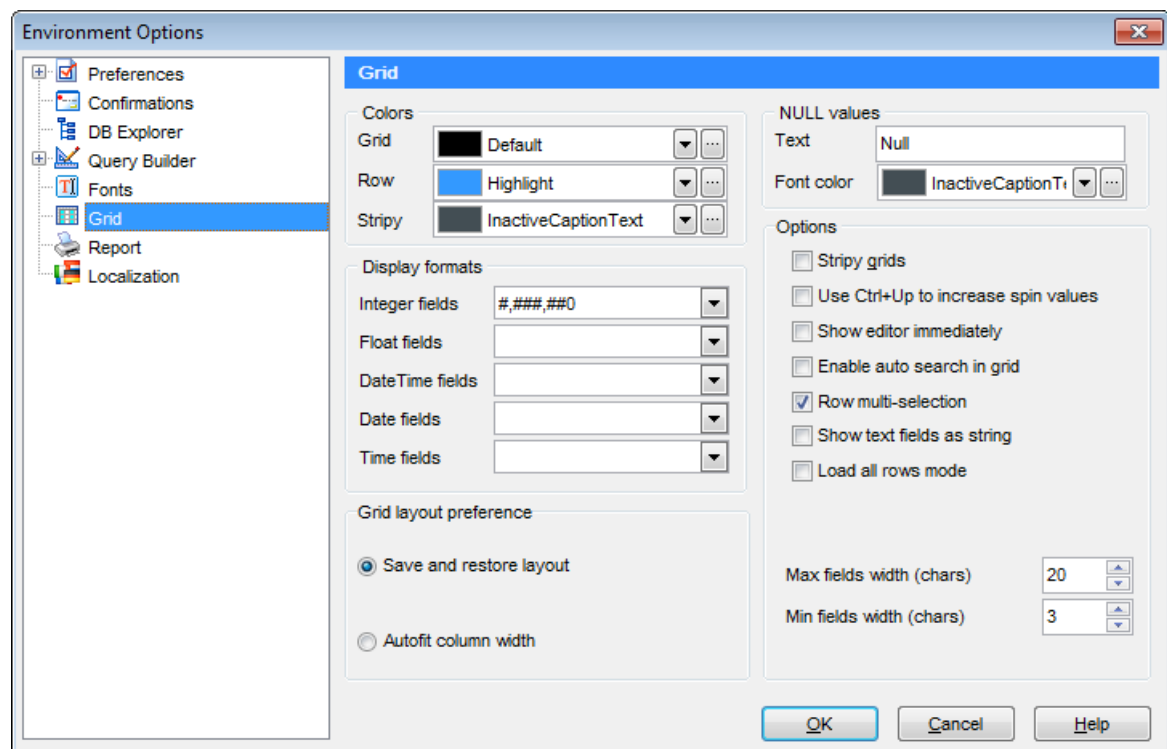 Environment Options
Preferences
Confirmations
DB Explorer
Query Builder
Fonts
Grid
Report
Localization
Grid
Colors
Grid Default
Row Highlight
Stripy InactiveCaptionText
Display formats
Integer fields #,###,##0
Float fields
DateTime fields
Date fields
Time fields
Grid layout preference
Save and restore layout
Autofit column width
NULL values
Text Null
Font color InactiveCaptionT
Options
Stripy grids
Use Ctrl+Up to increase spin values
Show editor immediately
Enable auto search in grid
Row multi-selection
Show text fields as string
Load all rows mode
Max fields width (chars) 20
Min fields width (chars) 3
OK Cancel Help